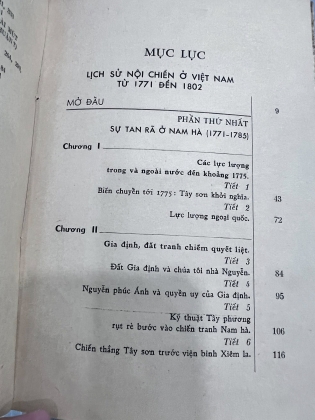 MỤC LỤC
LỊCH SỬ NỘI CHIẾN Ở VIỆT NAM
TỪ 1771 ĐẾN 1802
MỞ ĐẦU 9
PHẦN THỨ NHẤT
SỰ TAN RÃ Ở NAM HÀ (1771-1785)
Chương I
Các lực lượng
trong và ngoài nước đến khoảng 1775.
Tiết 1
Biến chuyển tới 1775: Tây sơn khởi nghĩa. 43
Tiết 2
Lực lượng ngoại quốc. 72
Chương II
Gia định, đất tranh chiếm quyết liệt.
Tiết 3
Đất Gia định và chúa tôi nhà Nguyễn. 84
Tiết 4
Nguyễn phúc Ánh và quyền uy của Gia định. 95
Tiết 5
Kỹ thuật Tây phương
rụt rè bước vào chiến tranh Nam hà. 106
Tiết 6
Chiến thắng Tây sơn trước viện binh Xiêm la. 116